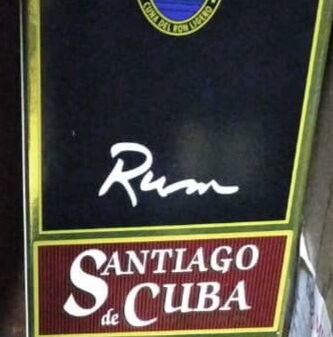 CUNA DEL RON LIGERO
Rum
SANTIAGO
de CUBA